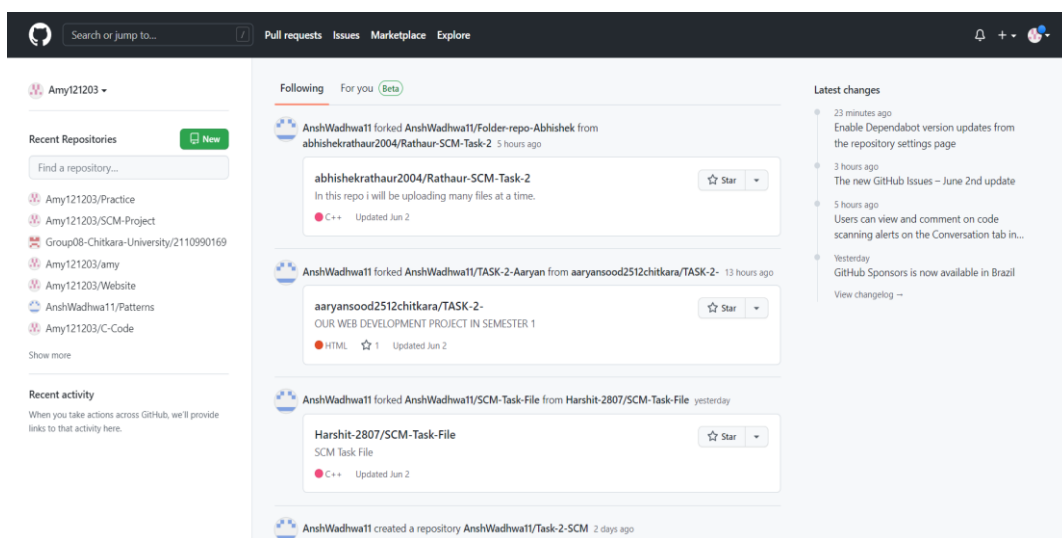 Search or jump to...
/
Pull requests Issues Marketplace Explore
Amy121203
Recent Repositories
New
Find a repository...
Amy121203/Practice
Amy121203/SCM-Project
Group08-Chitkara-University/2110990169
Amy121203/amy
Amy121203/Website
AnshWadhwa11/Patterns
Amy121203/C-Code
Show more
Recent activity
When you take actions across GitHub, we'll provide
links to that activity here.
Following For you Beta
AnshWadhwa11 forked AnshWadhwa11/Folder-repo-Abhishek from
abhishekrathaur2004/Rathaur-SCM-Task-2 5 hours ago
abhishekrathaur2004/Rathaur-SCM-Task-2
Star
In this repo i will be uploading many files at a time.
C++ Updated Jun 2
AnshWadhwa11 forked AnshWadhwa11/TASK-2-Aaryan from aaryansood2512chitkara/TASK-2- 13 hours ago
aaryansood2512chitkara/TASK-2-
Star
OUR WEB DEVELOPMENT PROJECT IN SEMESTER 1
HTML 1 Updated Jun 2
AnshWadhwa11 forked AnshWadhwa11/SCM-Task-File from Harshit-2807/SCM-Task-File yesterday
Harshit-2807/SCM-Task-File
Star
SCM Task File
C++ Updated Jun 2
AnshWadhwa11 created a repository AnshWadhwa11/Task-2-SCM 2 days ago
Latest changes
23 minutes ago
Enable Dependabot version updates from
the repository settings page
3 hours ago
The new GitHub Issues – June 2nd update
5 hours ago
Users can view and comment on code
scanning alerts on the Conversation tab in...
Yesterday
GitHub Sponsors is now available in Brazil
View changelog →